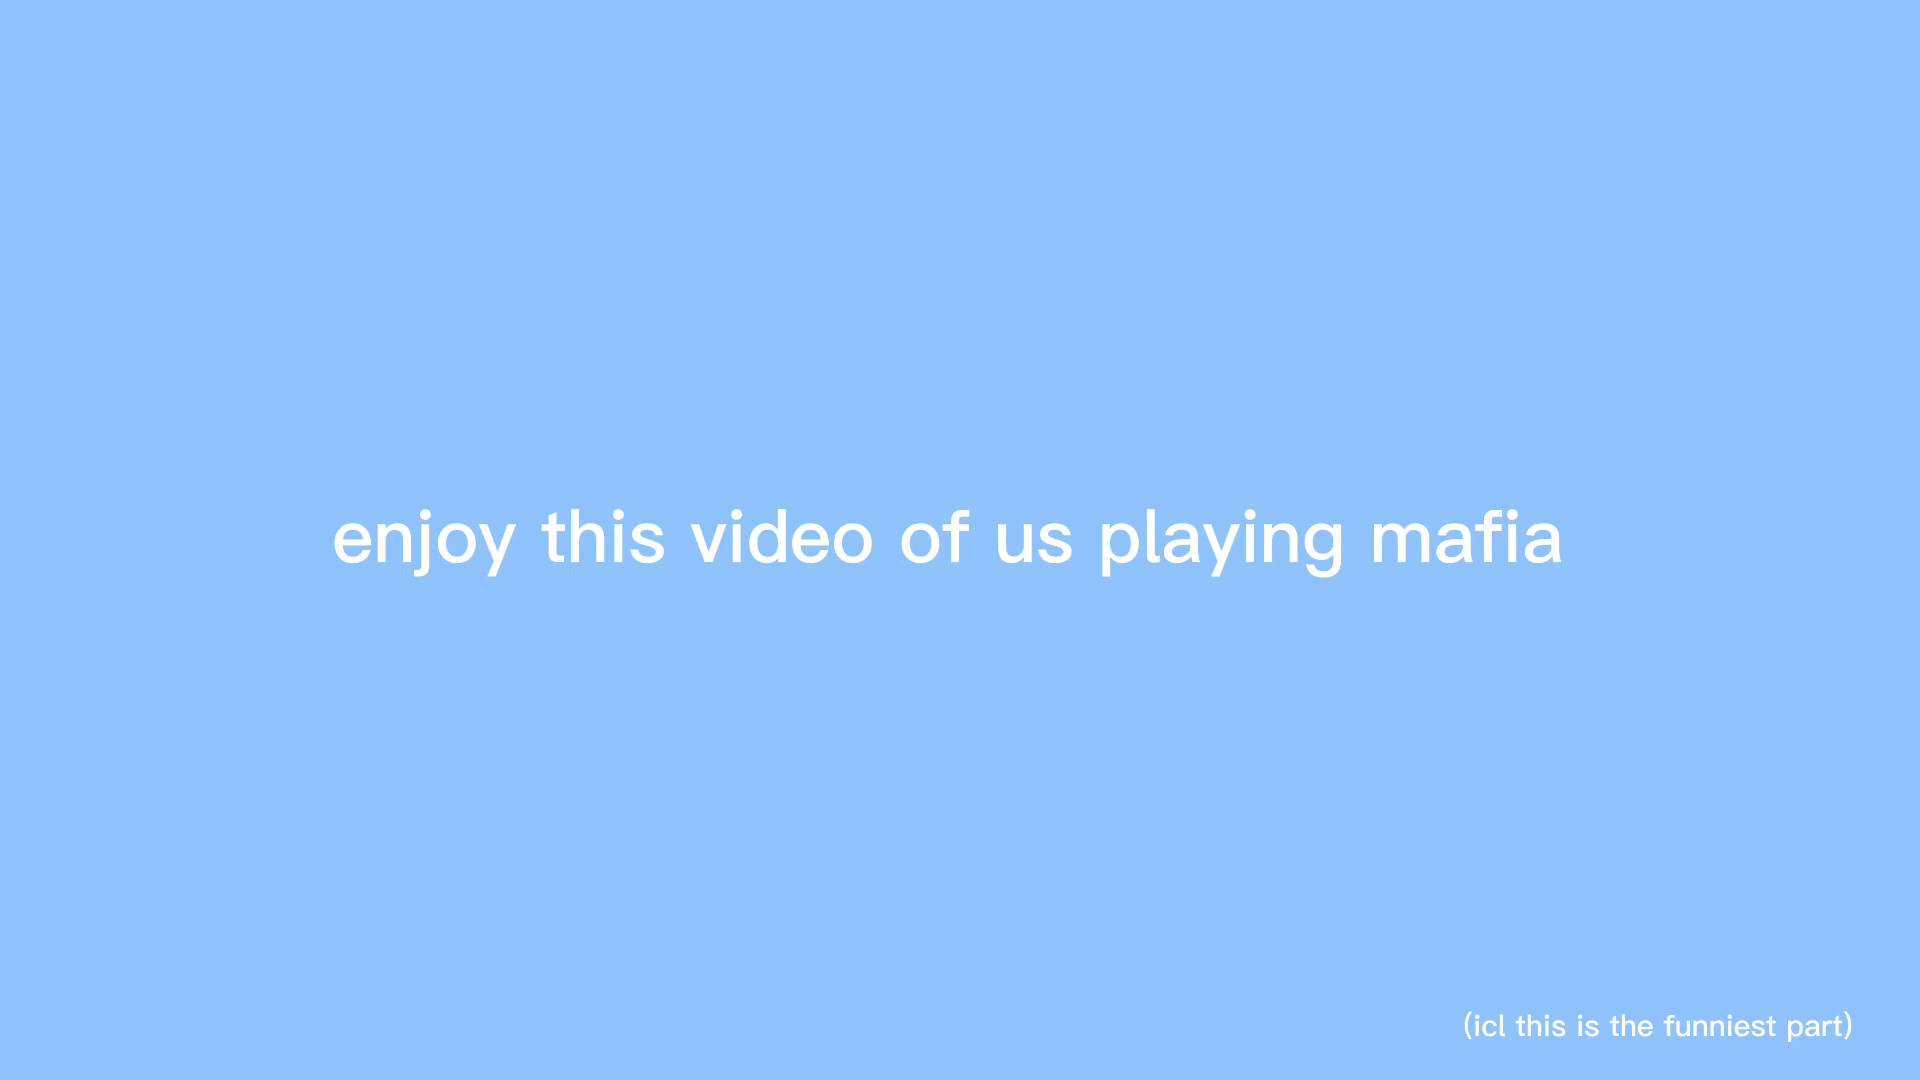 enjoy this video of us playing mafia
(icl this is the funniest part)